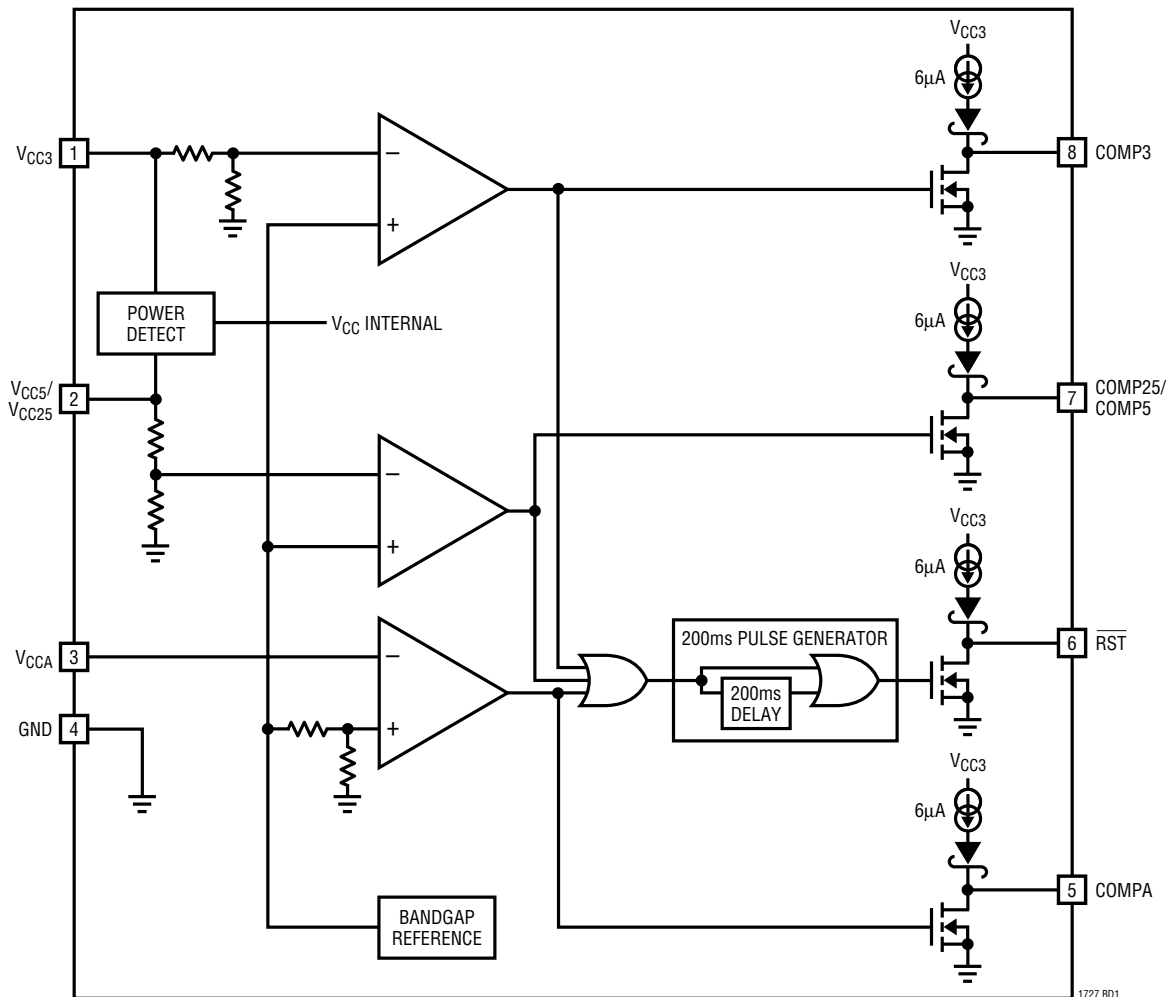 VCC3
6μA
VCC3 1
−
8 COMP3
+
VCC3
POWER
DETECT
VCC INTERNAL
6μA
VCC5/
VCC25
2
7
COMP25/
COMP5
−
VCC3
+
6μA
VCCA 3
200ms PULSE GENERATOR
6 RST
−
200ms
DELAY
GND 4
+
VCC3
6μA
BANDGAP
REFERENCE
5 COMPA
1727 BD1